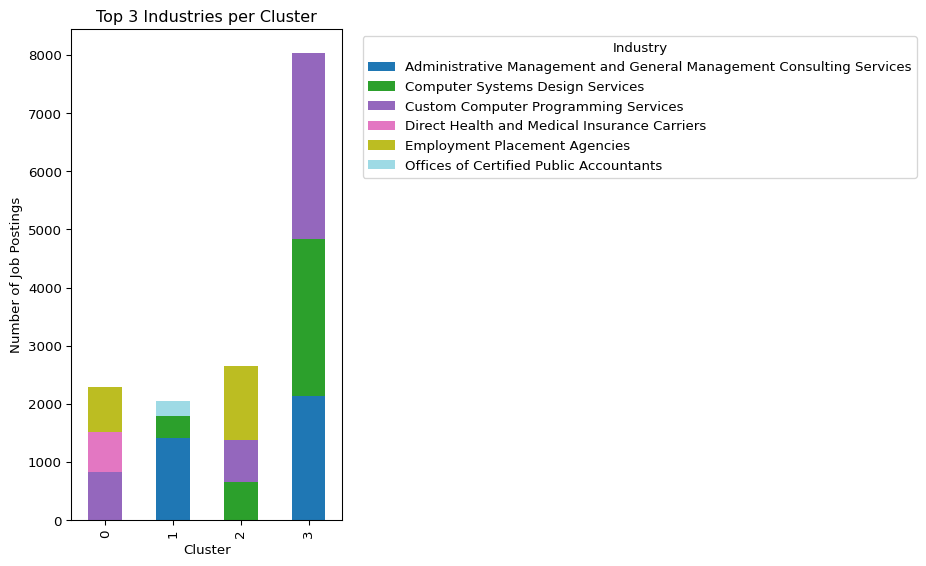 Top 3 Industries per Cluster
Number of Job Postings
8000
7000
6000
5000
4000
3000
2000
1000
0
0
1
2
3
Cluster
Industry
Administrative Management and General Management Consulting Services
Computer Systems Design Services
Custom Computer Programming Services
Direct Health and Medical Insurance Carriers
Employment Placement Agencies
Offices of Certified Public Accountants